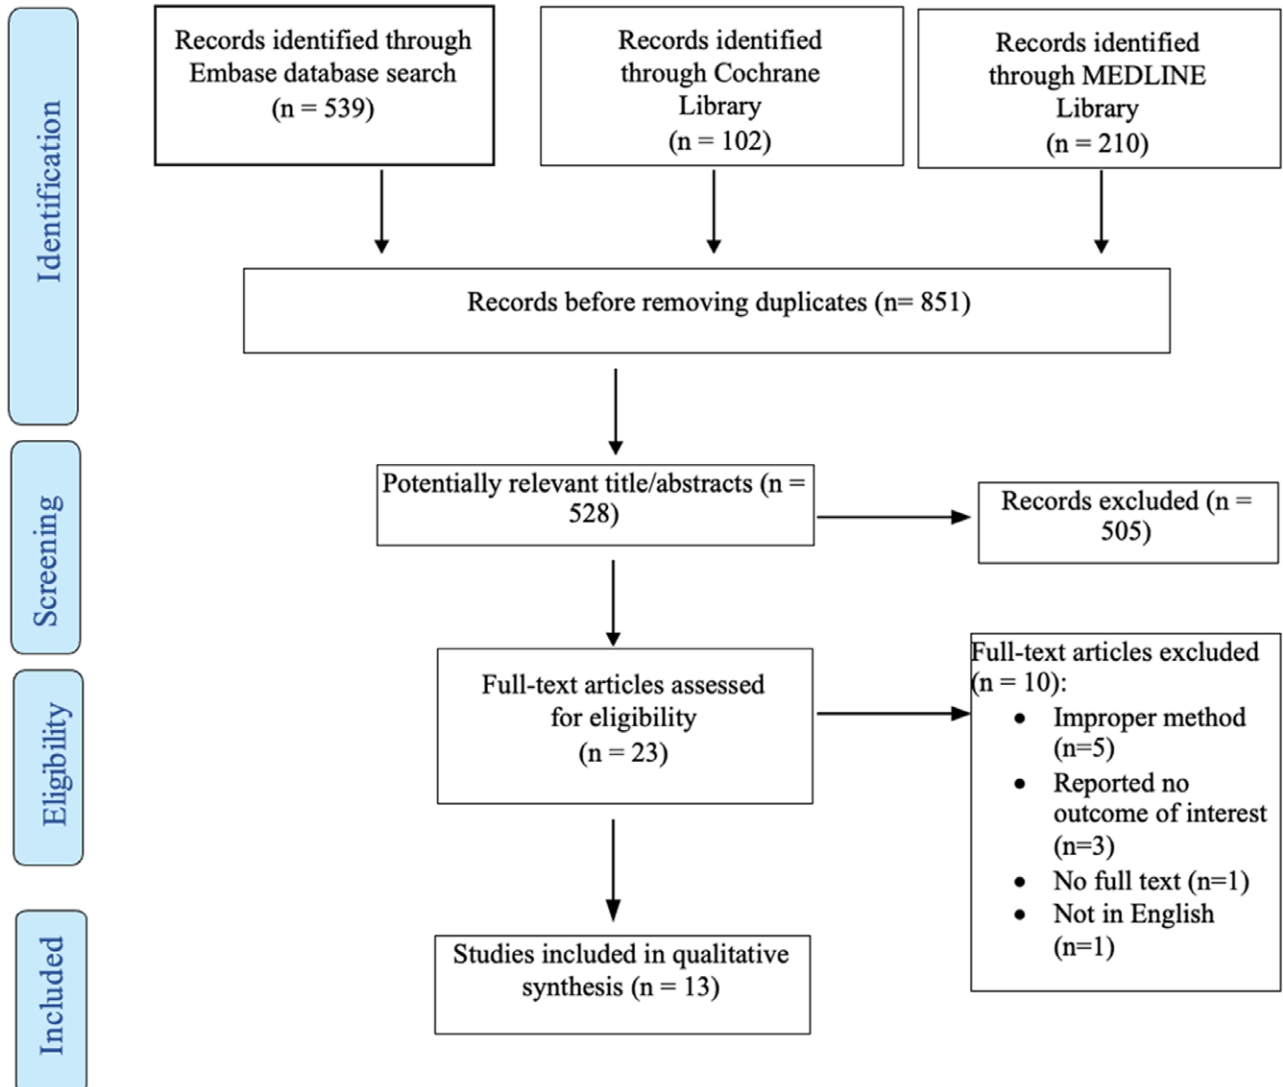 Identification
Records identified through
Embase database search
(n = 539)
Records identified
through Cochrane
Library
(n = 102)
Records identified
through MEDLINE
Library
(n = 210)
Records before removing duplicates (n= 851)
Screening
Potentially relevant title/abstracts (n =
528)
Records excluded (n =
505)
Eligibility
Full-text articles assessed
for eligibility
(n = 23)
Full-text articles excluded
(n = 10):
• Improper method
(n=5)
• Reported no
outcome of interest
(n=3)
• No full text (n=1)
• Not in English
(n=1)
Included
Studies included in qualitative
synthesis (n = 13)